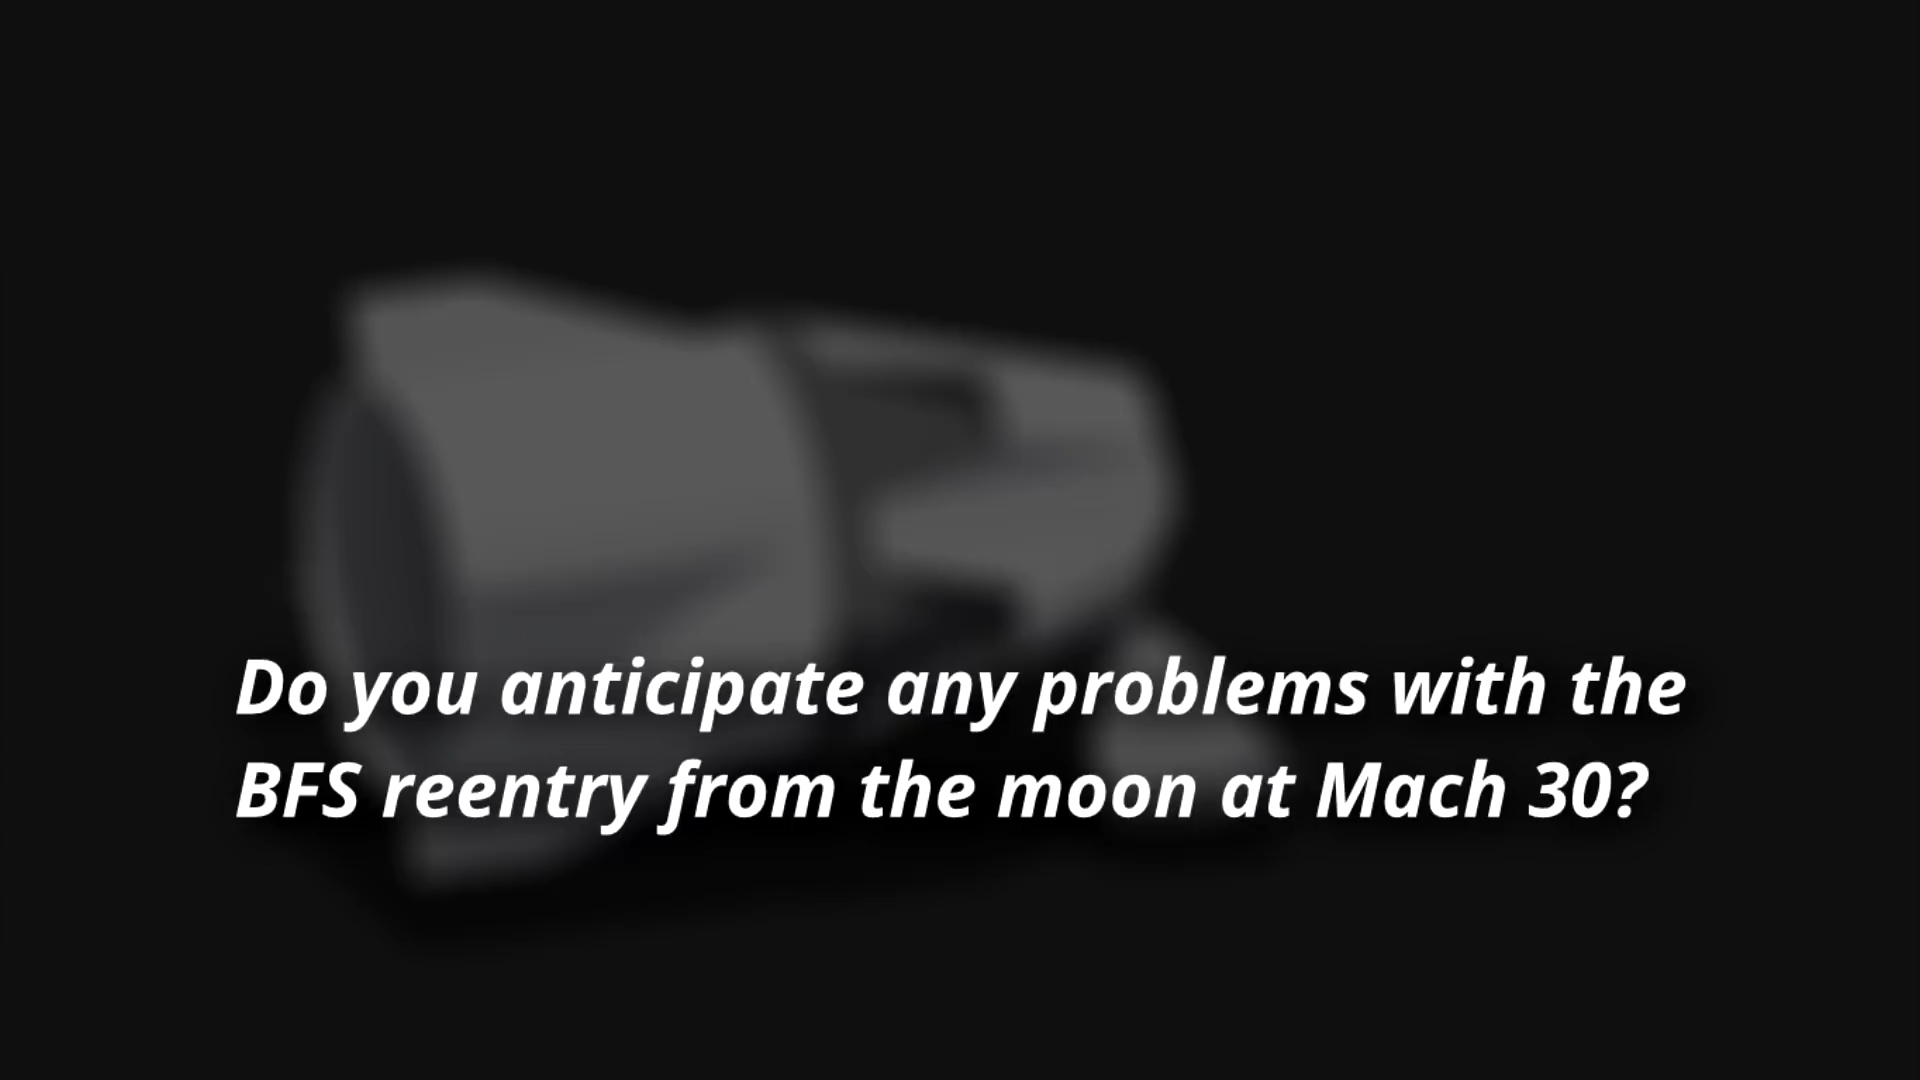 Do you anticipate any problems with the
BFS reentry from the moon at Mach 30?